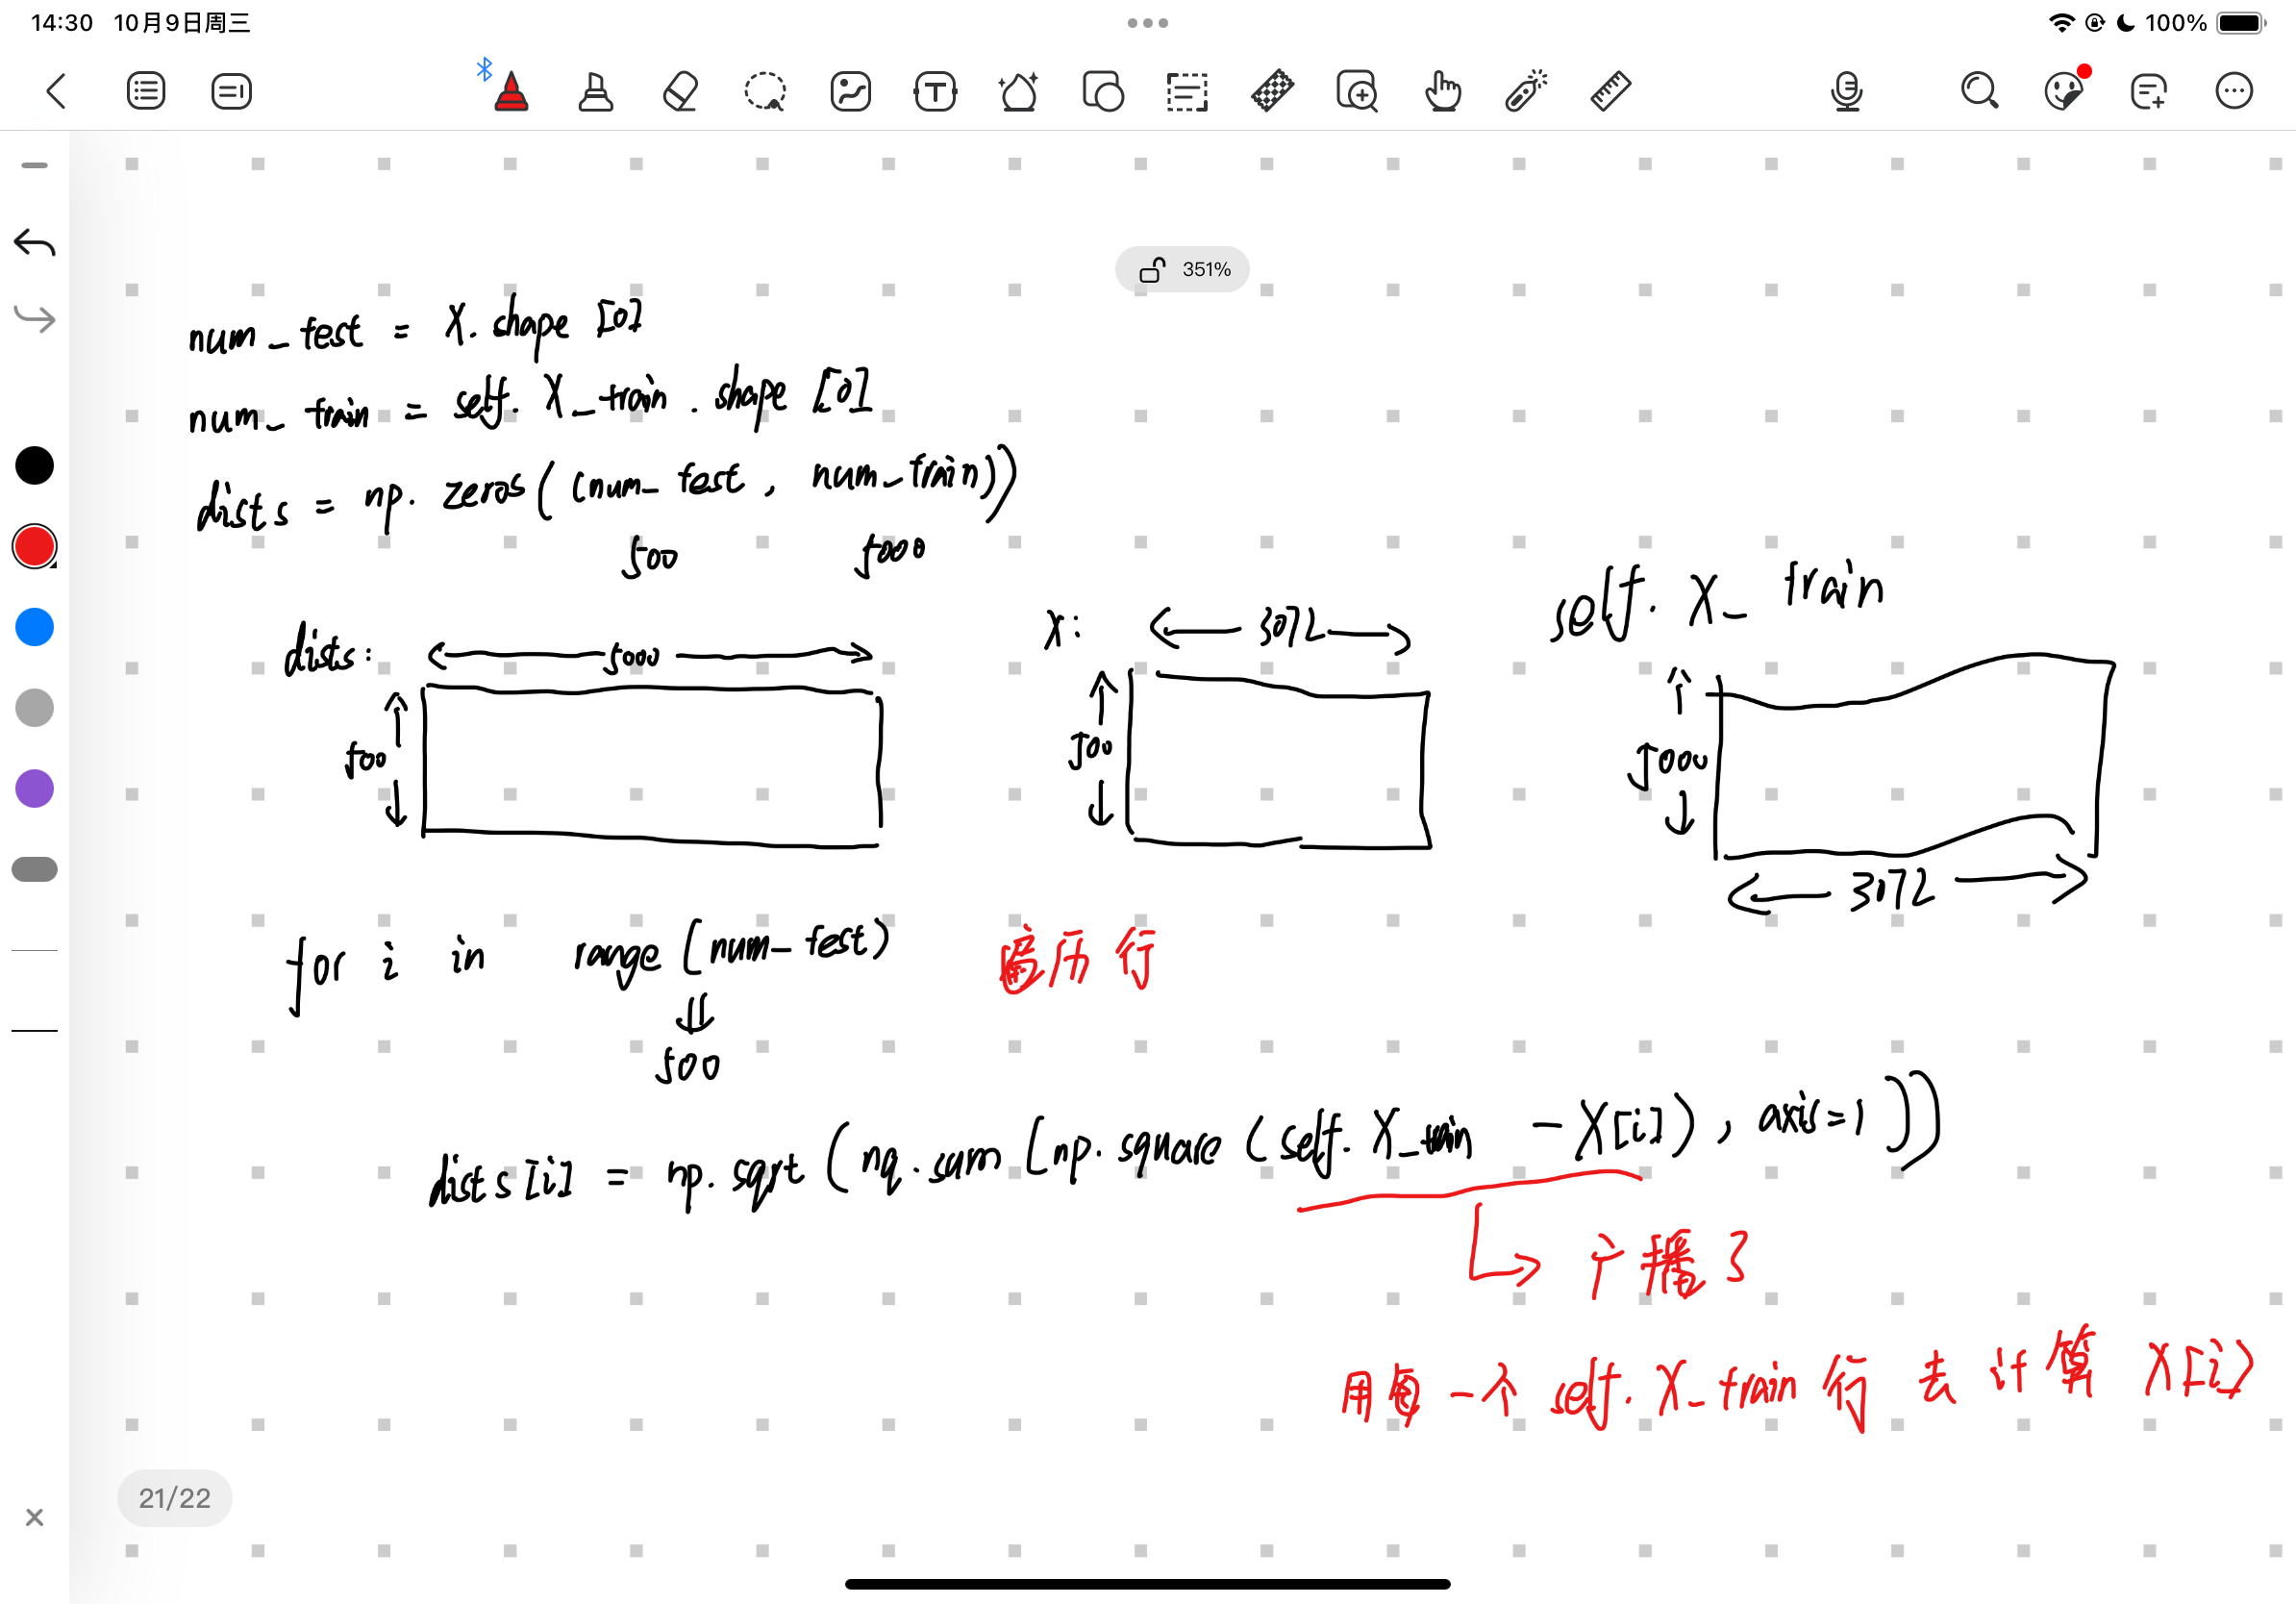 14:30 10月9日周三
100%
351%
num_test = X.shape[0]
num_train = self.X_train.shape[0]
dists = np.zeros((num_test, num_train))
500 5000
self.X_train
dists: 5000
X: 3072
500
500
5000
3072
for i in range(num_test) 遍历行
500
dists[i] = np.sqrt(nq.sum(np.square(self.X_train - X[i]), axis=1)))
广播了
用每一个 self.X_train 行 去 计算 X[i]
21/22